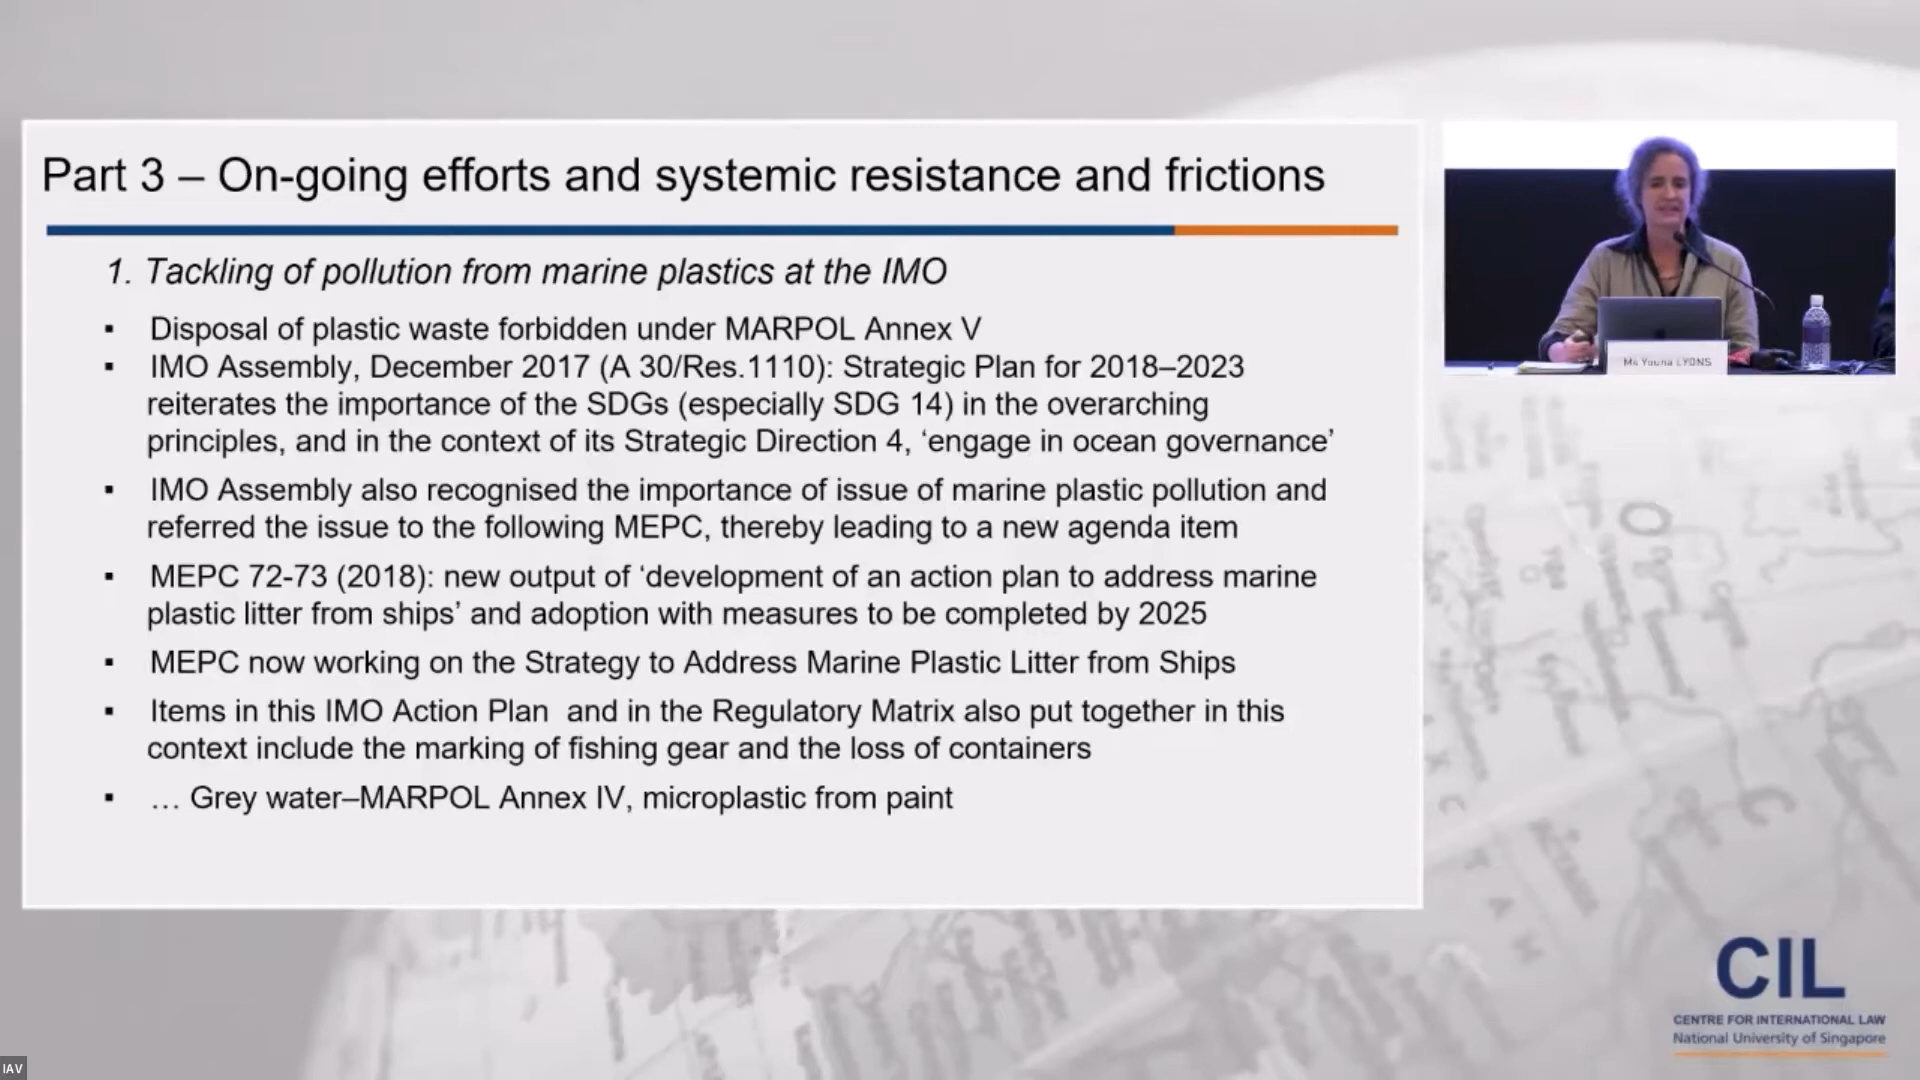 Part 3 – On-going efforts and systemic resistance and frictions
1. Tackling of pollution from marine plastics at the IMO
▪ Disposal of plastic waste forbidden under MARPOL Annex V
▪ IMO Assembly, December 2017 (A 30/Res.1110): Strategic Plan for 2018–2023
reiterates the importance of the SDGs (especially SDG 14) in the overarching
principles, and in the context of its Strategic Direction 4, ‘engage in ocean governance’
▪ IMO Assembly also recognised the importance of issue of marine plastic pollution and
referred the issue to the following MEPC, thereby leading to a new agenda item
▪ MEPC 72-73 (2018): new output of ‘development of an action plan to address marine
plastic litter from ships’ and adoption with measures to be completed by 2025
▪ MEPC now working on the Strategy to Address Marine Plastic Litter from Ships
▪ Items in this IMO Action Plan and in the Regulatory Matrix also put together in this
context include the marking of fishing gear and the loss of containers
▪ … Grey water–MARPOL Annex IV, microplastic from paint
Ms Youna LYONS
CIL
CENTRE FOR INTERNATIONAL LAW
National University of Singapore
IAV